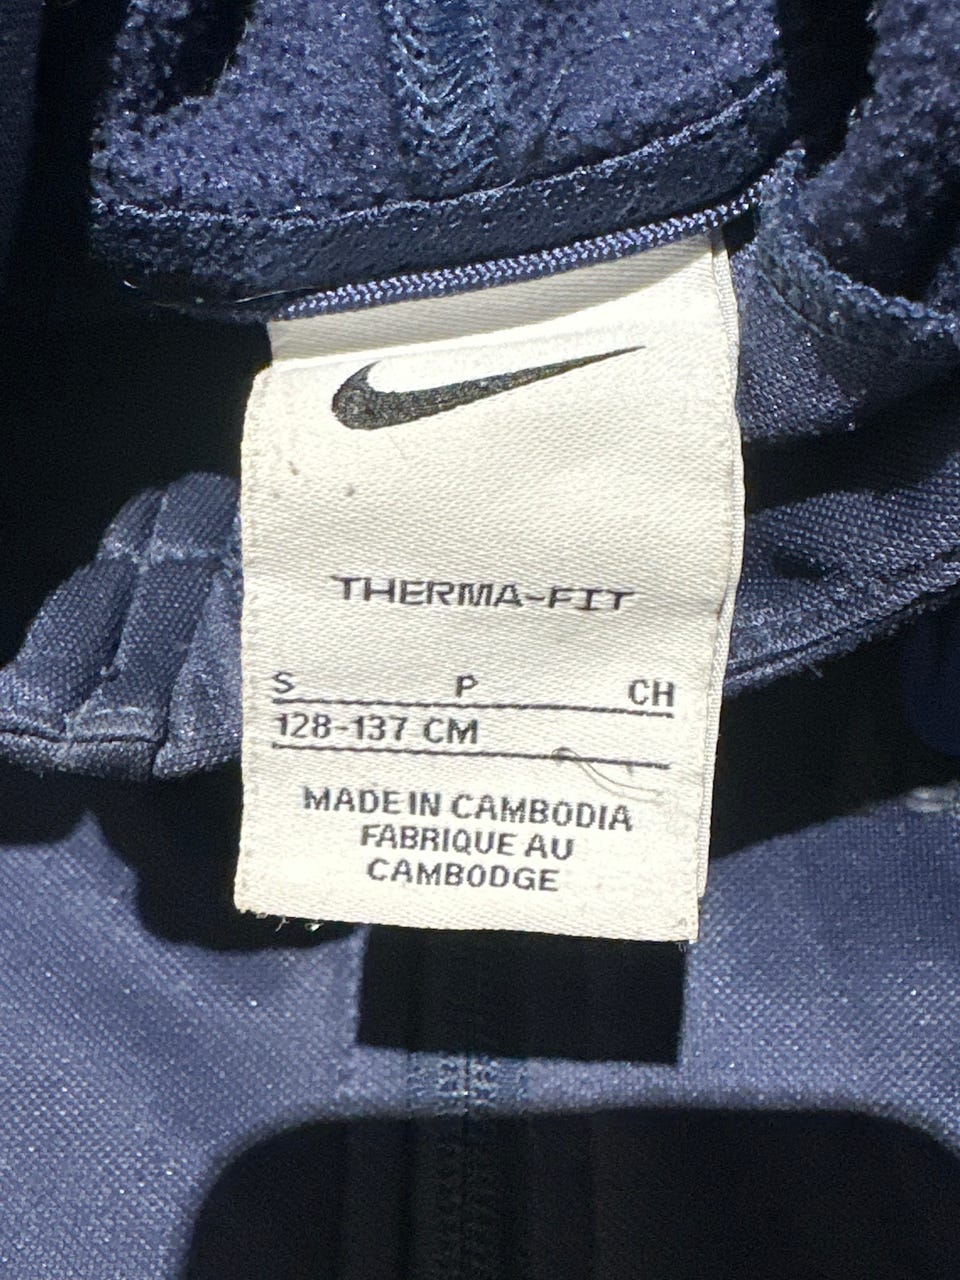 THERMA-FIT
S P CH
128-137 CM
MADE IN CAMBODIA
FABRIQUE AU
CAMBODGE